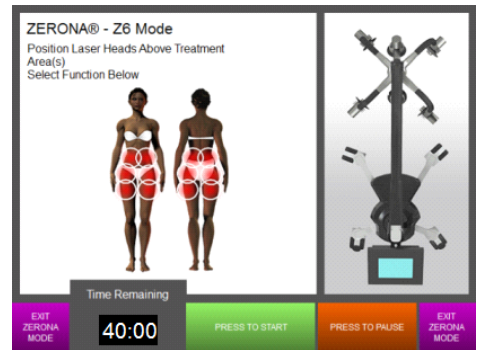 ZERONA® - Z6 Mode
Position Laser Heads Above Treatment
Area(s)
Select Function Below
Time Remaining
EXIT
ZERONA
MODE
40:00
PRESS TO START
PRESS TO PAUSE
EXIT
ZERONA
MODE